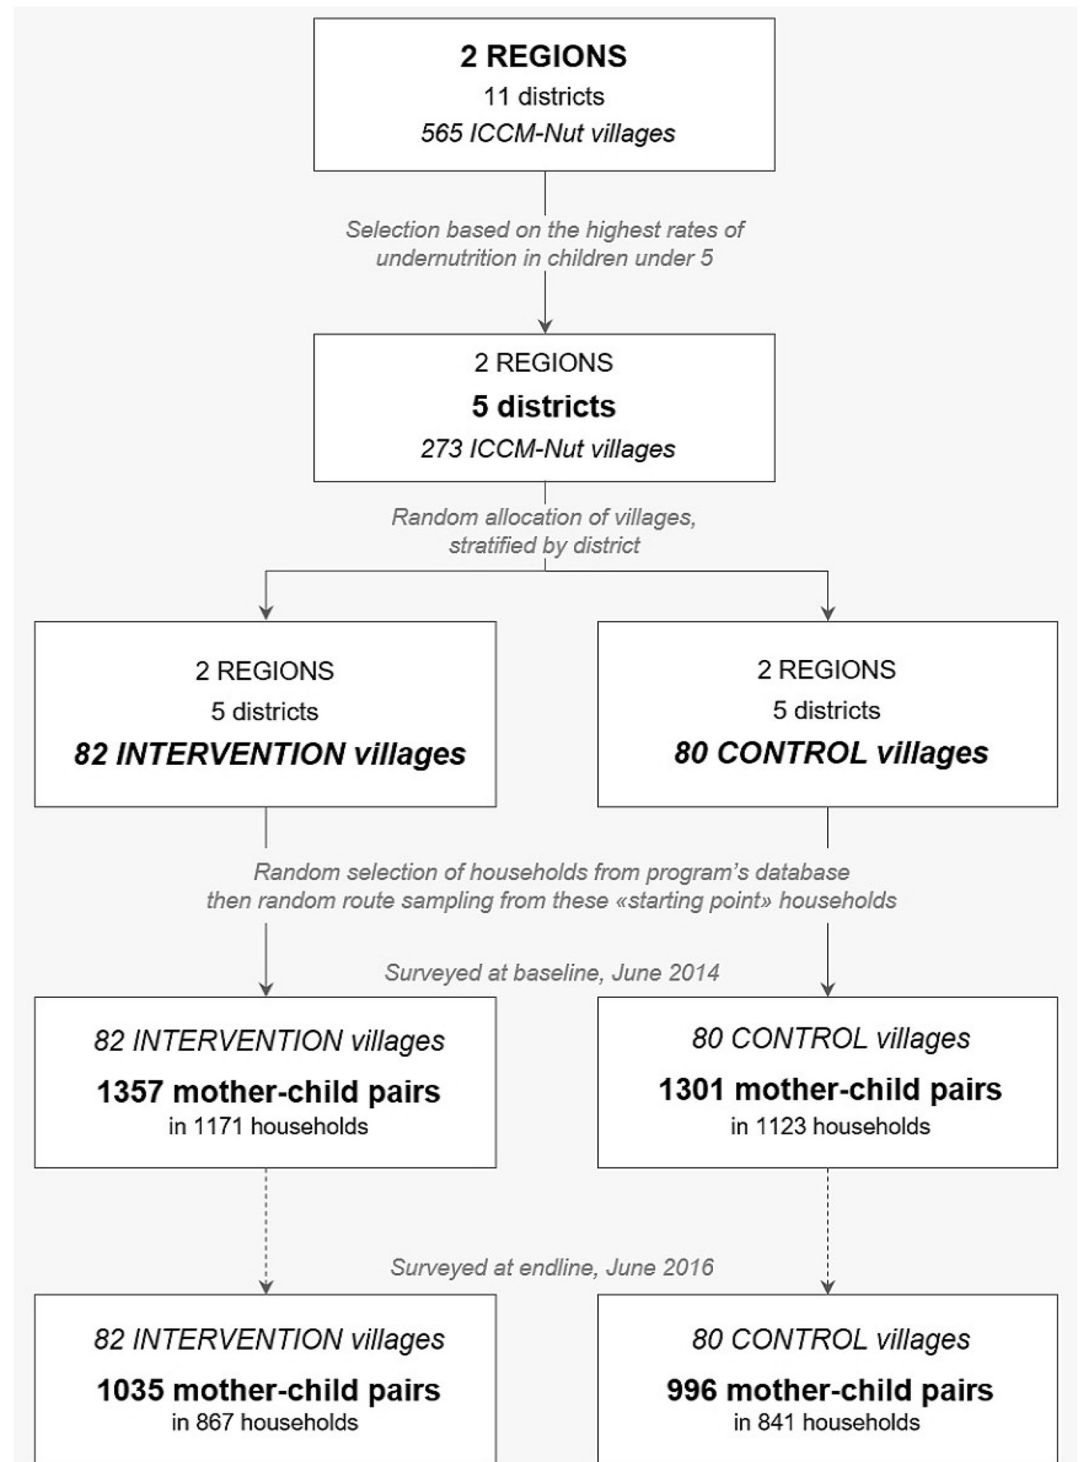 2 REGIONS
11 districts
565 ICCM-Nut villages
Selection based on the highest rates of
undernutrition in children under 5
2 REGIONS
5 districts
273 ICCM-Nut villages
Random allocation of villages,
stratified by district
2 REGIONS
5 districts
82 INTERVENTION villages
2 REGIONS
5 districts
80 CONTROL villages
Random selection of households from program's database
then random route sampling from these «starting point» households
Surveyed at baseline, June 2014
82 INTERVENTION villages
1357 mother-child pairs
in 1171 households
80 CONTROL villages
1301 mother-child pairs
in 1123 households
Surveyed at endline, June 2016
82 INTERVENTION villages
1035 mother-child pairs
in 867 households
80 CONTROL villages
996 mother-child pairs
in 841 households